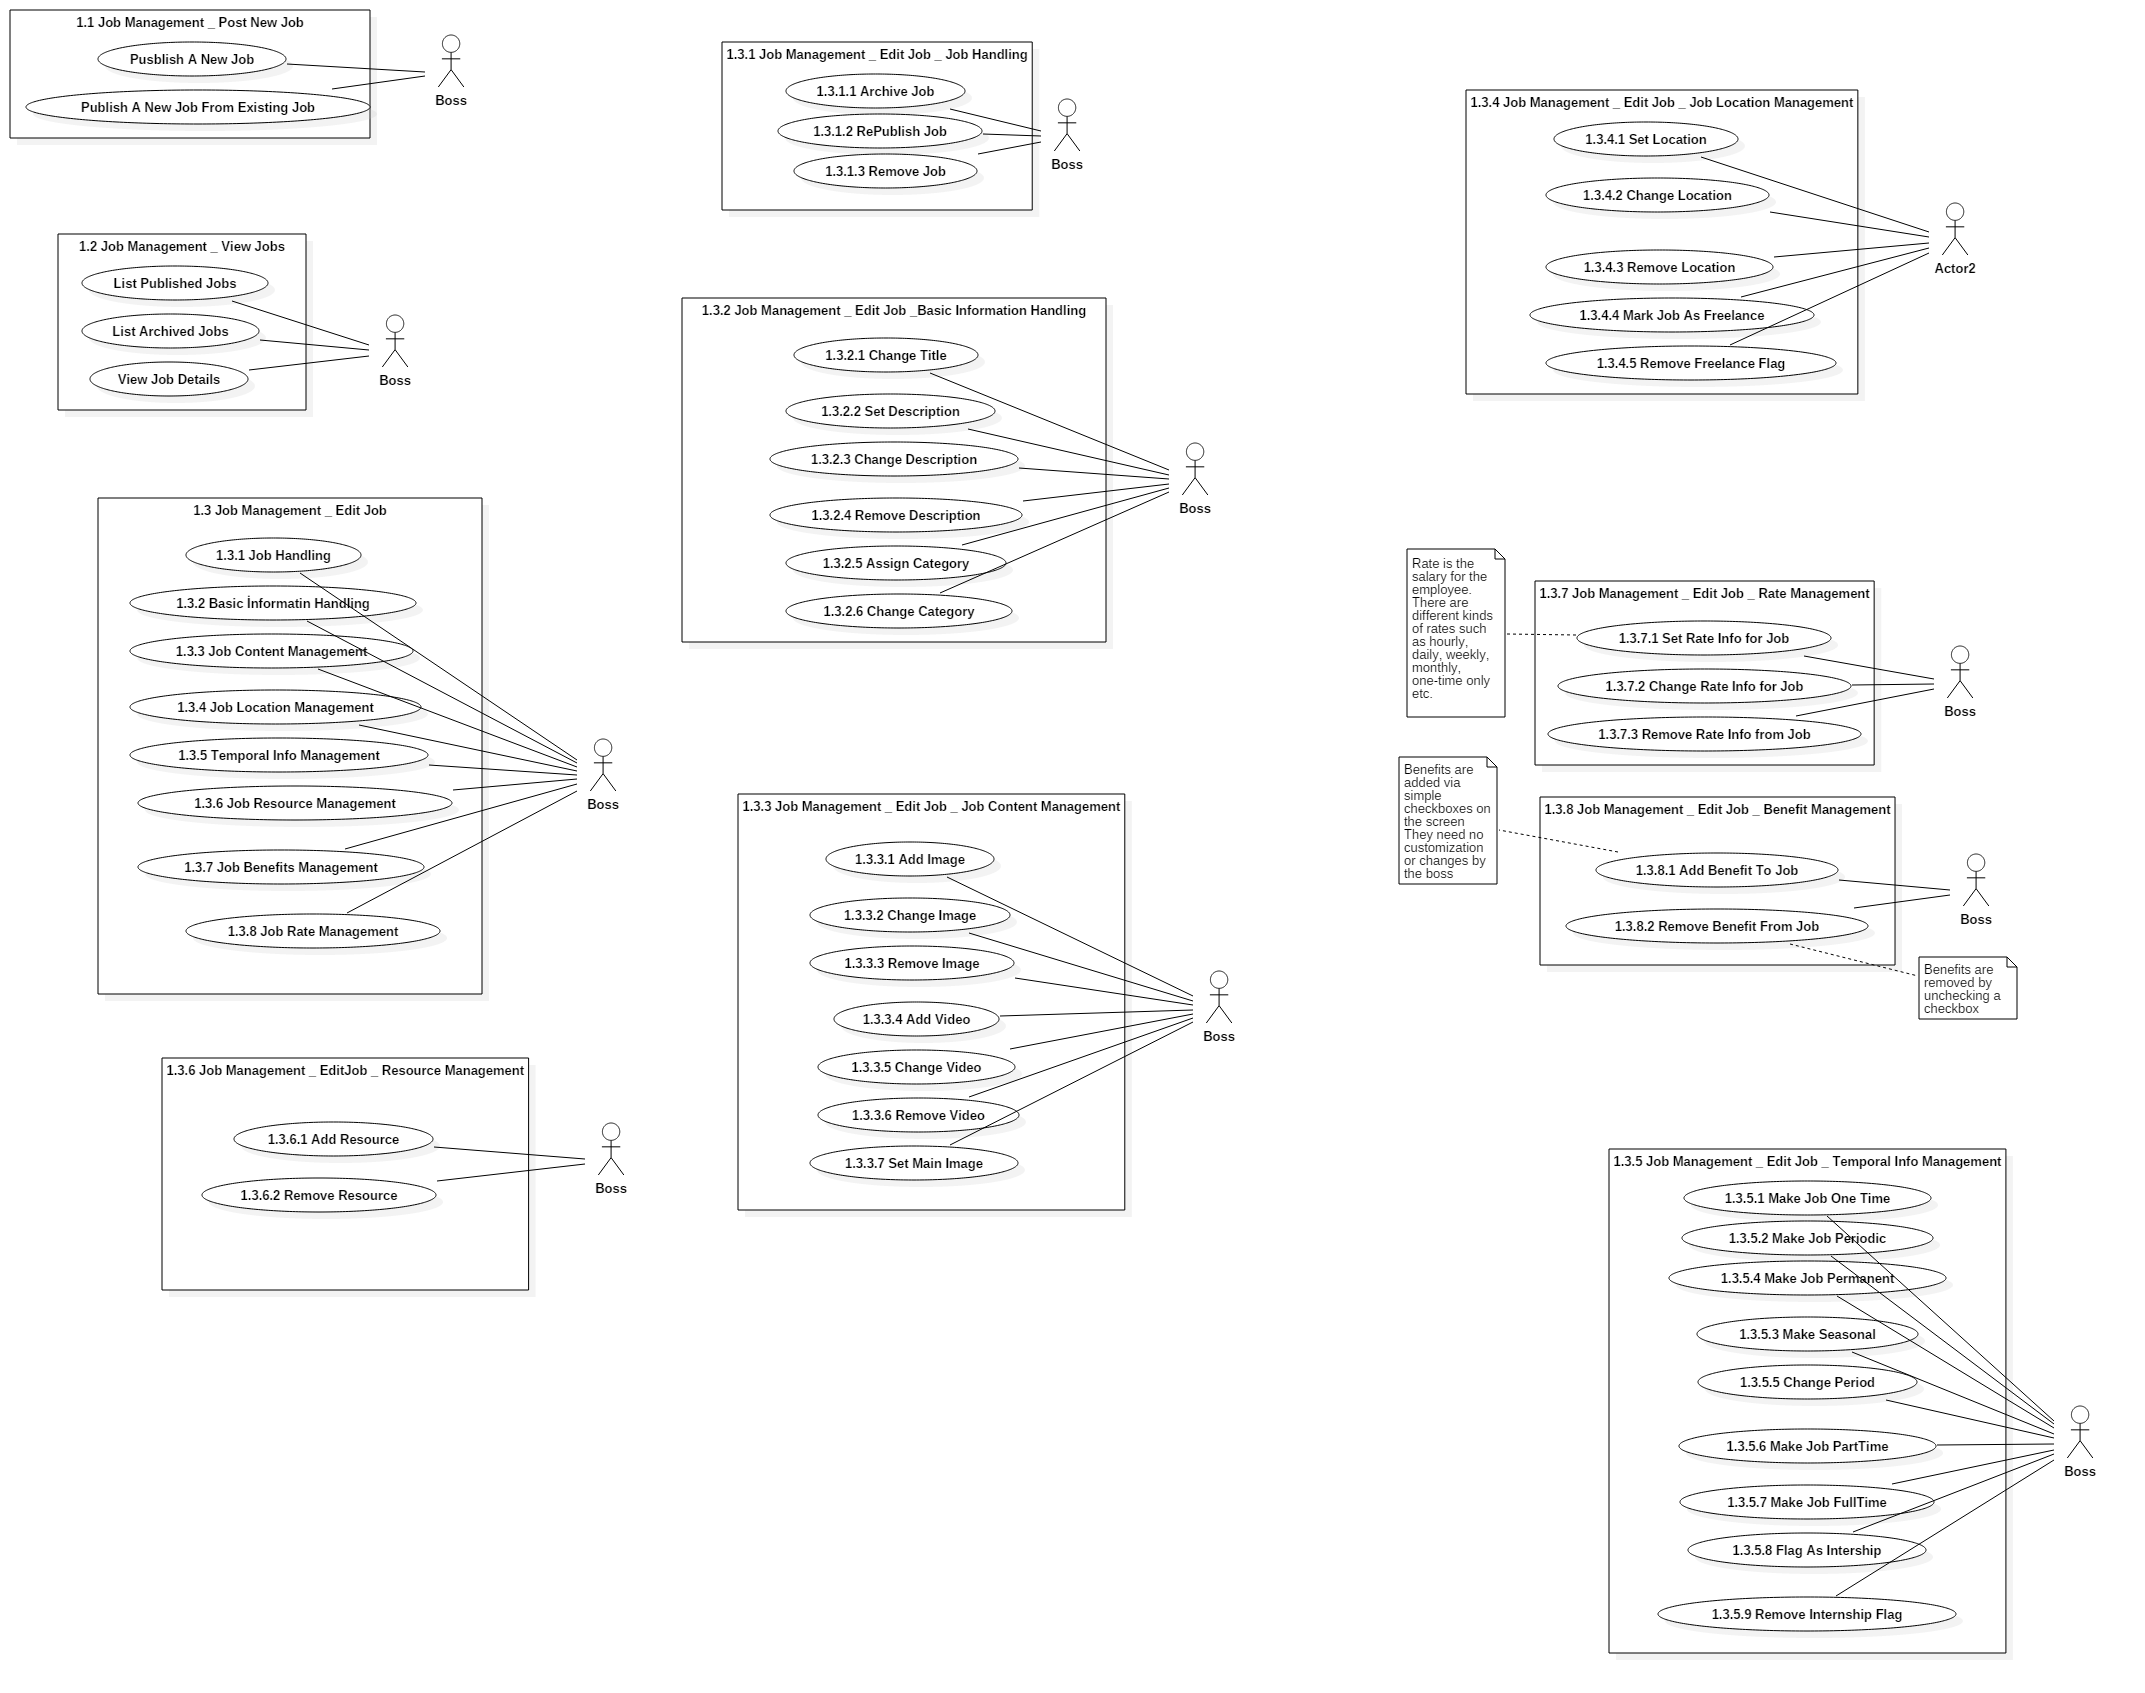 1.1 Job Management _ Post New Job
Pusblish A New Job
Publish A New Job From Existing Job
Boss
1.2 Job Management _ View Jobs
List Published Jobs
List Archived Jobs
View Job Details
Boss
1.3 Job Management _ Edit Job
1.3.1 Job Handling
1.3.2 Basic İnformatin Handling
1.3.3 Job Content Management
1.3.4 Job Location Management
1.3.5 Temporal Info Management
1.3.6 Job Resource Management
1.3.7 Job Benefits Management
1.3.8 Job Rate Management
Boss
1.3.6 Job Management _ EditJob _ Resource Management
1.3.6.1 Add Resource
1.3.6.2 Remove Resource
Boss
1.3.1 Job Management _ Edit Job _ Job Handling
1.3.1.1 Archive Job
1.3.1.2 RePublish Job
1.3.1.3 Remove Job
Boss
1.3.2 Job Management _ Edit Job _Basic Information Handling
1.3.2.1 Change Title
1.3.2.2 Set Description
1.3.2.3 Change Description
1.3.2.4 Remove Description
1.3.2.5 Assign Category
1.3.2.6 Change Category
Boss
1.3.3 Job Management _ Edit Job _ Job Content Management
1.3.3.1 Add Image
1.3.3.2 Change Image
1.3.3.3 Remove Image
1.3.3.4 Add Video
1.3.3.5 Change Video
1.3.3.6 Remove Video
1.3.3.7 Set Main Image
Boss
1.3.4 Job Management _ Edit Job _ Job Location Management
1.3.4.1 Set Location
1.3.4.2 Change Location
1.3.4.3 Remove Location
1.3.4.4 Mark Job As Freelance
1.3.4.5 Remove Freelance Flag
Actor2
Rate is the
salary for the
employee.
There are
different kinds
of rates such
as hourly,
daily, weekly,
monthly,
one-time only
etc.
1.3.7 Job Management _ Edit Job _ Rate Management
1.3.7.1 Set Rate Info for Job
1.3.7.2 Change Rate Info for Job
1.3.7.3 Remove Rate Info from Job
Boss
Benefits are
added via
simple
checkboxes on
the screen
They need no
customization
or changes by
the boss
1.3.8 Job Management _ Edit Job _ Benefit Management
1.3.8.1 Add Benefit To Job
1.3.8.2 Remove Benefit From Job
Boss
Benefits are
removed by
unchecking a
checkbox
1.3.5 Job Management _ Edit Job _ Temporal Info Management
1.3.5.1 Make Job One Time
1.3.5.2 Make Job Periodic
1.3.5.4 Make Job Permanent
1.3.5.3 Make Seasonal
1.3.5.5 Change Period
1.3.5.6 Make Job PartTime
1.3.5.7 Make Job FullTime
1.3.5.8 Flag As Intership
1.3.5.9 Remove Internship Flag
Boss